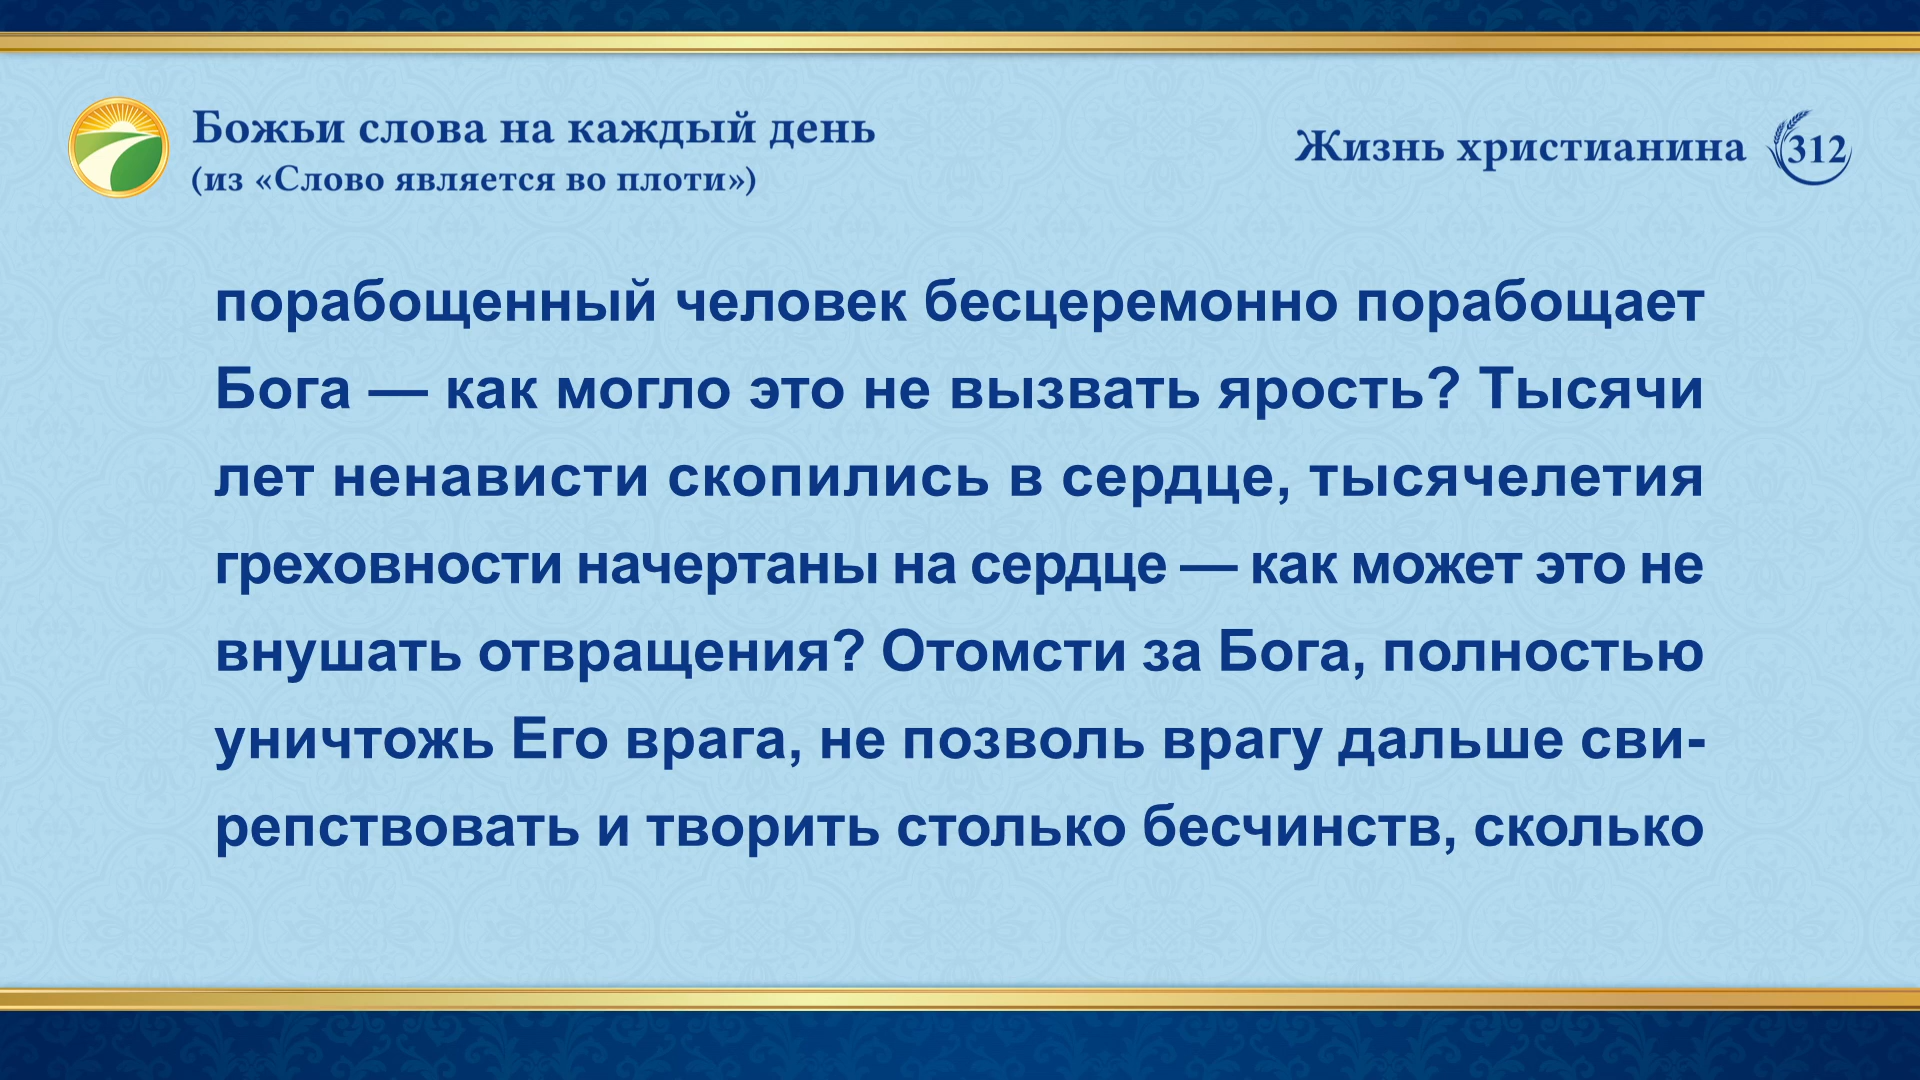 Божьи слова на каждый день
(из «Слово является во плоти»)
Жизнь христианина 312
порабощенный человек бесцеремонно порабощает
Бога — как могло это не вызвать ярость? Тысячи
лет ненависти скопились в сердце, тысячелетия
греховности начертаны на сердце — как может это не
внушать отвращения? Отомсти за Бога, полностью
уничтожь Его врага, не позволь врагу дальше сви-
репствовать и творить столько бесчинств, сколько